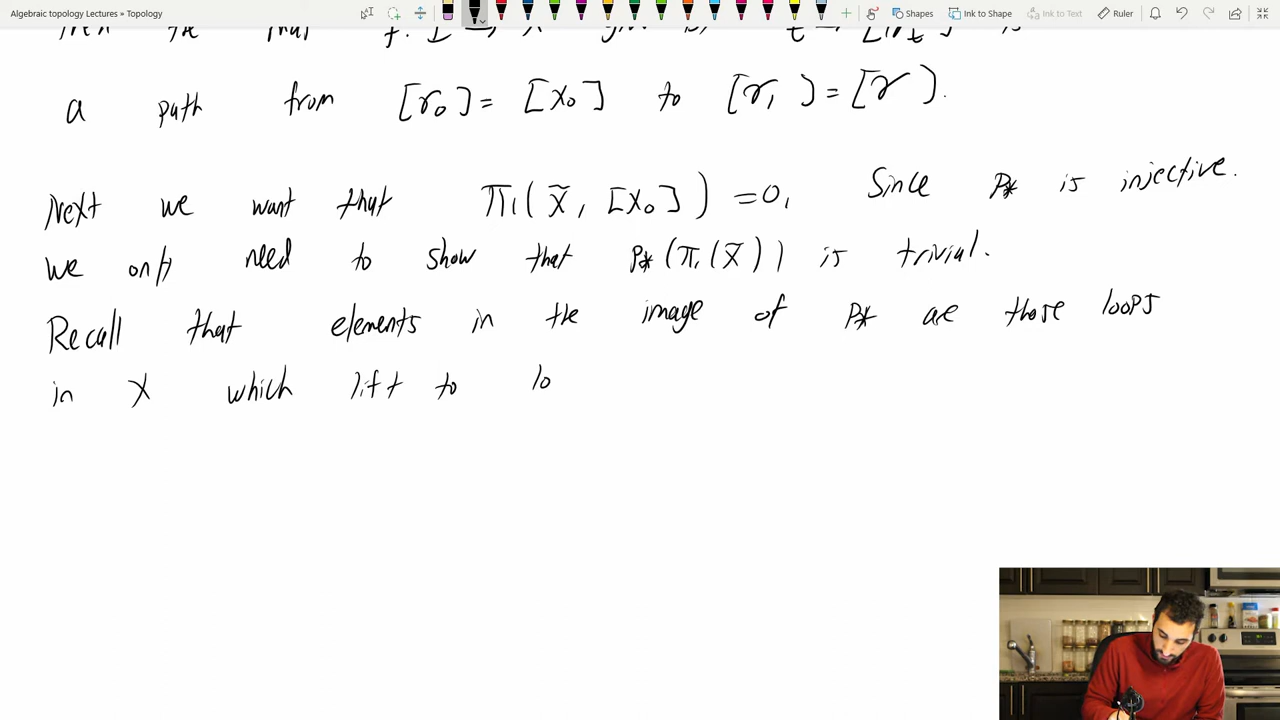 Algebraic topology Lectures » Topology
Shapes Ink to Shape Ink to Text Ruler
that f: I → X t → [γt]
a path from [γ₀] = [x₀] to [γ₁] = [γ].
Next we want that π₁(X̃, [x₀]) = 0, Since P* is injective.
we only need to show that P*(π₁(X̃)) is trivial.
Recall that elements in the image of P* are those loops
in X which lift to lo